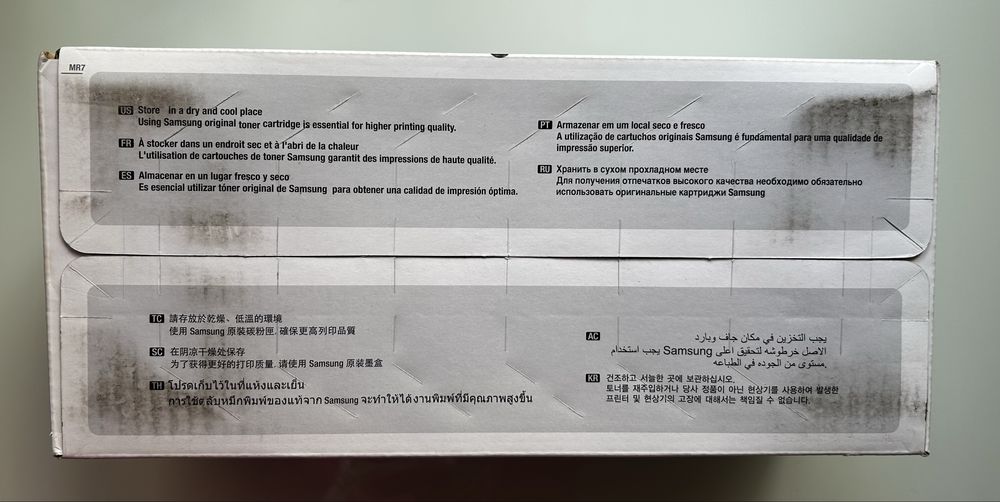 MR7
US Store in a dry and cool place
Using Samsung original toner cartridge is essential for higher printing quality.
FR À stocker dans un endroit sec et à l'abri de la chaleur
L'utilisation de cartouches de toner Samsung garantit des impressions de haute qualité.
ES Almacenar en un lugar fresco y seco
Es esencial utilizar tóner original de Samsung para obtener una calidad de impresión óptima.
PT Armazenar em um local seco e fresco
A utilização de cartuchos originais Samsung é fundamental para uma qualidade de
impressão superior.
RU Хранить в сухом прохладном месте
Для получения отпечатков высокого качества необходимо обязательно
использовать оригинальные картриджи Samsung
TC 請存放於乾燥、低溫的環境
使用 Samsung 原裝碳粉匣, 確保更高列印品質
SC 在阴凉干燥处保存
为了获得更好的打印质量, 请使用 Samsung 原装墨盒
TH โปรดเก็บไว้ในที่แห้งและเย็น
การใช้ตลับหมึกพิมพ์ของแท้จาก Samsung จะทำให้ได้งานพิมพ์ที่มีคุณภาพสูงขึ้น
AC يجب التخزين في مكان جاف وبارد
الاصل خرطوشه لتحقيق اعلى Samsung يجب استخدام
مستوى من الجوده في الطباعه.
KR 건조하고 서늘한 곳에 보관하십시오.
토너를 재주입하거나 당사 정품이 아닌 현상기를 사용하여 발생한
프린터 및 현상기의 고장에 대해서는 책임질 수 없습니다.